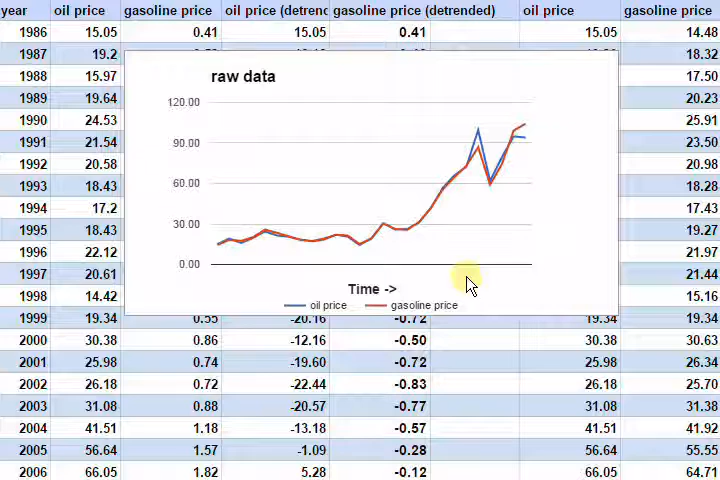 year oil price gasoline price oil price (detrend gasoline price (detrended) oil price gasoline price
1986 15.05 0.41 15.05 0.41 15.05 14.48
1987 19.2 18.32
1988 15.97 17.50
1989 19.64 20.23
1990 24.53 25.91
1991 21.54 23.50
1992 20.58 20.98
1993 18.43 18.28
1994 17.2 17.43
1995 18.43 19.27
1996 22.12 21.97
1997 20.61 21.44
1998 14.42 15.16
raw data
120.00
90.00
60.00
30.00
0.00
Time ->
oil price gasoline price
1999 19.34 0.55 -20.16 -0.72 19.34 19.67
2000 30.38 0.86 -12.16 -0.50 30.38 30.63
2001 25.98 0.74 -19.60 -0.72 25.98 26.34
2002 26.18 0.72 -22.44 -0.83 26.18 25.70
2003 31.08 0.88 -20.57 -0.77 31.08 31.38
2004 41.51 1.18 -13.18 -0.57 41.51 41.92
2005 56.64 1.57 -1.09 -0.28 56.64 55.55
2006 66.05 1.82 5.28 -0.12 66.05 64.71